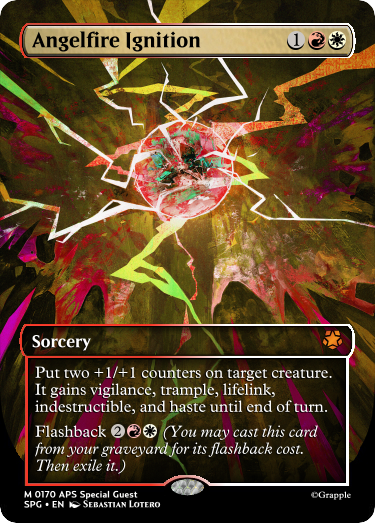 Angelfire Ignition 1
Sorcery
Put two +1/+1 counters on target creature.
It gains vigilance, trample, lifelink,
indestructible, and haste until end of turn.
Flashback 2 (You may cast this card
from your graveyard for its flashback cost.
Then exile it.)
M 0170 APS Special Guest
SPG • EN Sebastian Lotero
©Grapple